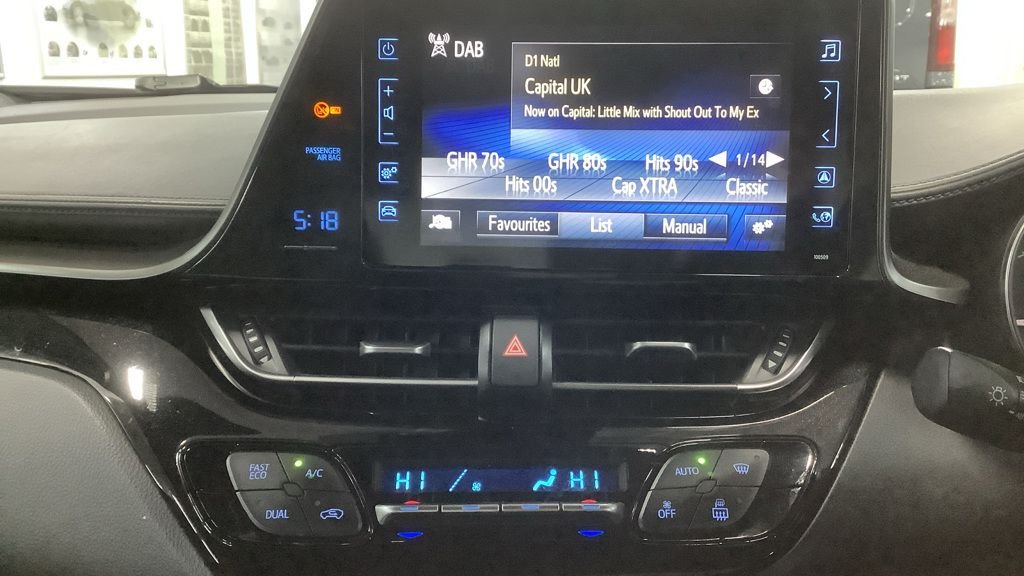 DAB
D1 Natl
Capital UK
Now on Capital: Little Mix with Shout Out To My Ex
GHR 70s GHR 80s Hits 90s 1/14
Hits 00s Cap XTRA Classic
Favourites List Manual
+
−
PASSENGER
AIR BAG
5:18
100509
FAST
ECO
A/C
DUAL
HI HI
AUTO
OFF